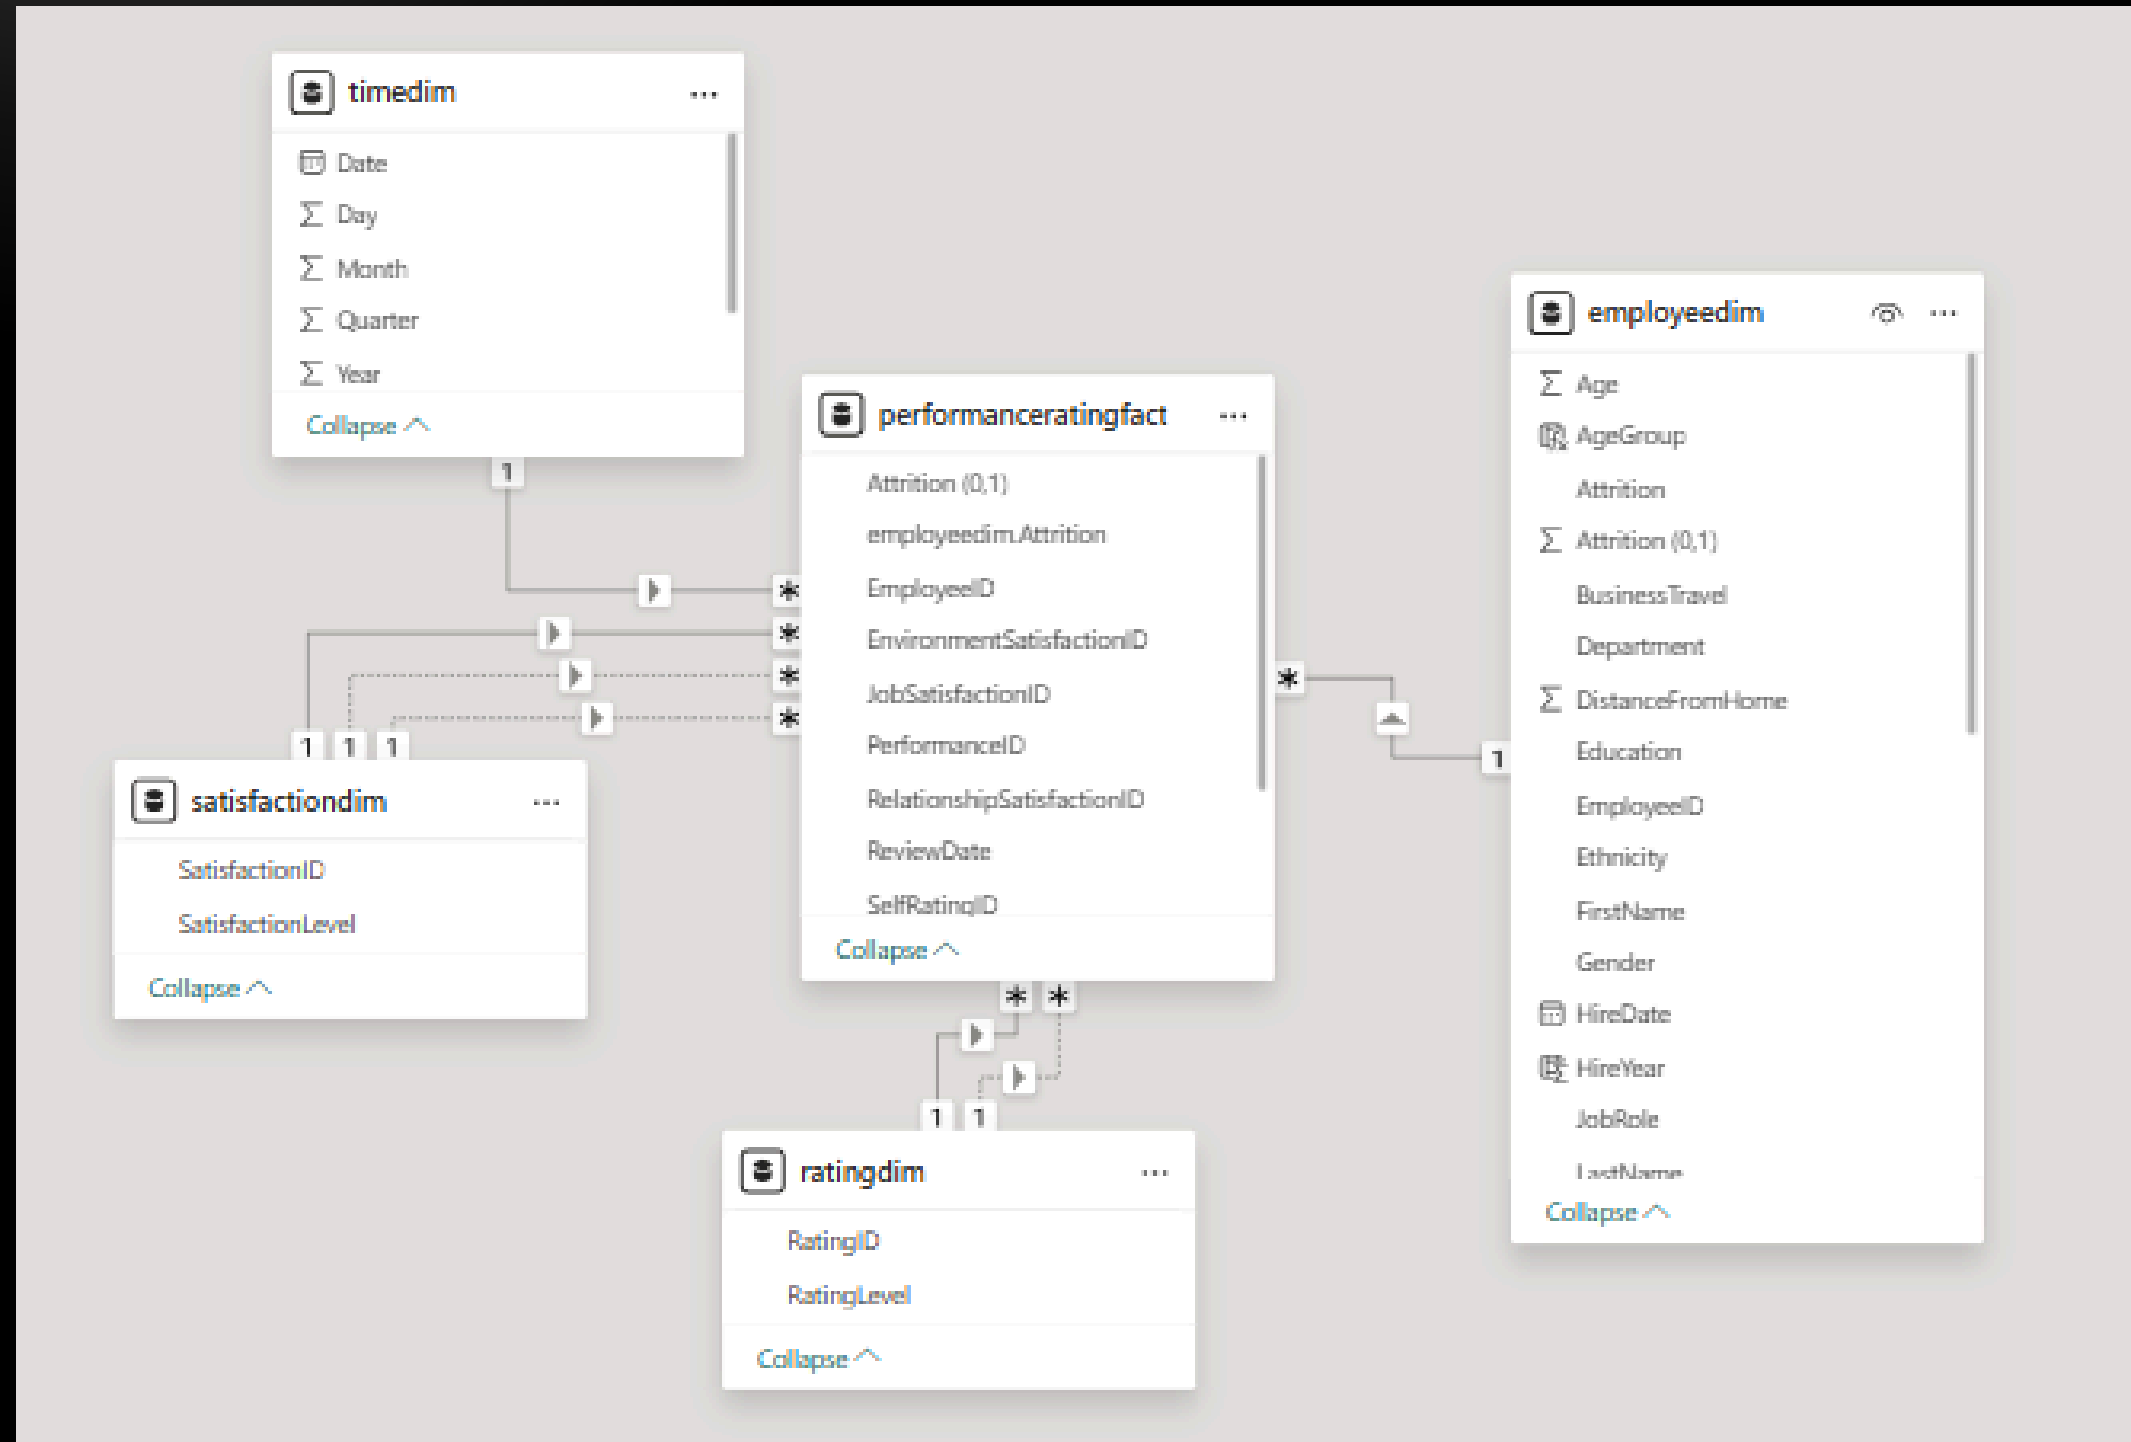 timedim ...
Date
Day
Month
Quarter
Year
Collapse
1
performanceratingfact ...
Attrition (0,1)
employeedim.Attrition
EmployeeID
EnvironmentSatisfactionID
JobSatisfactionID
PerformanceID
RelationshipSatisfactionID
ReviewDate
SelfRatingID
Collapse
*
*
*
*
*
1
* *
employeedim ...
Age
AgeGroup
Attrition
Attrition (0,1)
BusinessTravel
Department
DistanceFromHome
Education
EmployeeID
Ethnicity
FirstName
Gender
HireDate
HireYear
JobRole
LastName
Collapse
1 1 1
satisfactiondim ...
SatisfactionID
SatisfactionLevel
Collapse
1 1
ratingdim ...
RatingID
RatingLevel
Collapse